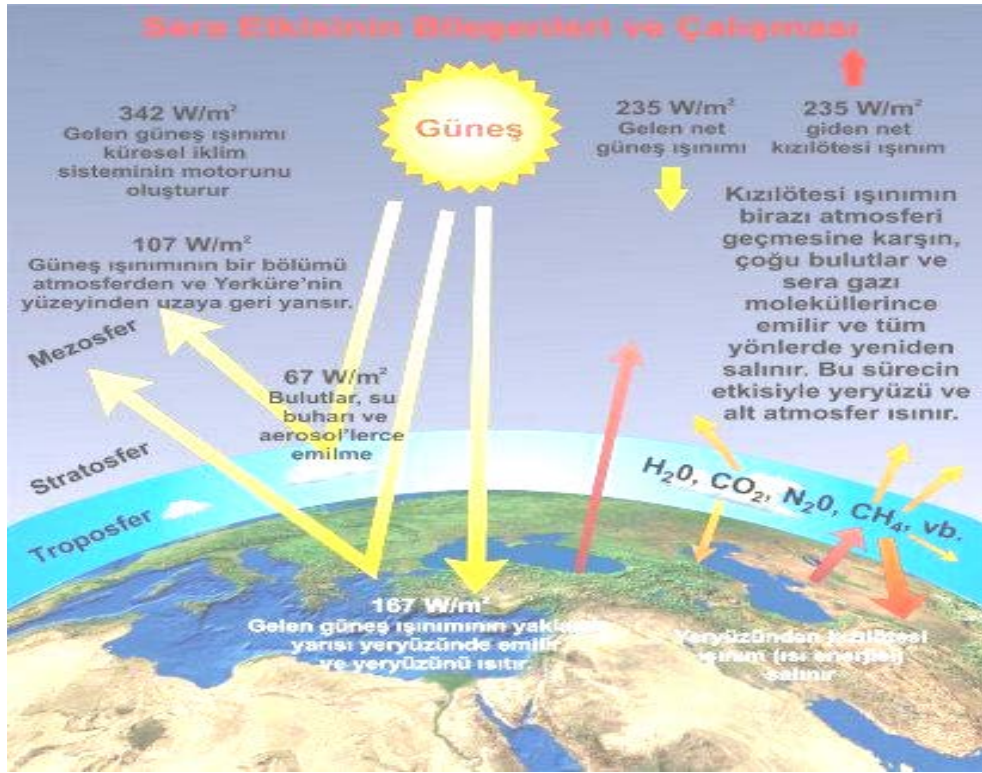 Sera Etkisinin Bileşenleri ve Çalışması
342 W/m²
Gelen güneş ışınımı
küresel iklim
sisteminin motorunu
oluşturur
Güneş
235 W/m²
Gelen net
güneş ışınımı
235 W/m²
giden net
kızılötesi ışınım
107 W/m²
Güneş ışınımının bir bölümü
atmosferden ve Yerküre'nin
yüzeyinden uzaya geri yansır.
Kızılötesi ışınımın
birazı atmosferi
geçmesine karşın,
çoğu bulutlar ve
sera gazı
moleküllerince
emilir ve tüm
yönlerde yeniden
salınır. Bu sürecin
etkisiyle yeryüzü ve
alt atmosfer ısınır.
Mezosfer
67 W/m²
Bulutlar, su
buharı ve
aerosol'lerce
emilme
Stratosfer
Troposfer
H₂0, CO₂, N₂0, CH₄, vb.
167 W/m²
Gelen güneş ışınımının
yarısı yeryüzünde emilir
ve yeryüzünü ısıtır.
Yeryüzünden kızılötesi
ışınım (ısı enerjisi)
salınır